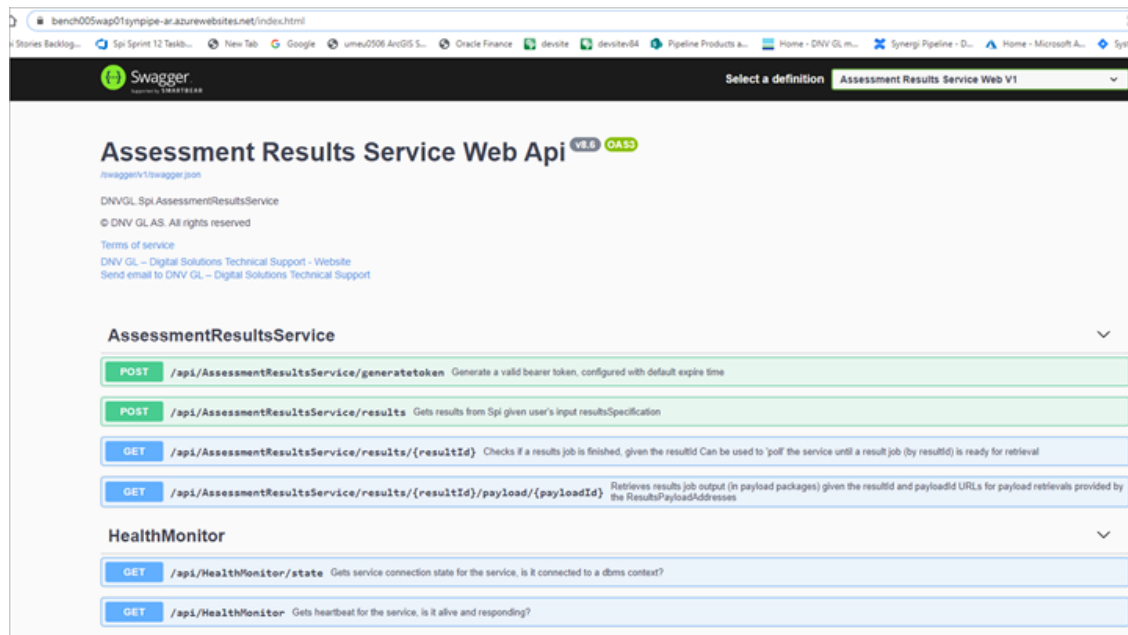 bench005wap01synpipe-ar.azurewebsites.net/index.html
Stories Backlog... Spi Sprint 12 Taskb... New Tab Google umeu0506 ArcGIS S... Oracle Finance devsite devsitev84 Pipeline Products a... Home - DNV GL m... Synergi Pipeline - D... Home - Microsoft A...
Swagger.
Supported by SMARTBEAR
Select a definition Assessment Results Service Web V1
Assessment Results Service Web Api v8.6 OAS3
/swagger/v1/swagger.json
DNVGL.Spi.AssessmentResultsService
© DNV GL AS. All rights reserved
Terms of service
DNV GL – Digital Solutions Technical Support - Website
Send email to DNV GL – Digital Solutions Technical Support
AssessmentResultsService
POST /api/AssessmentResultsService/generatetoken Generate a valid bearer token, configured with default expire time
POST /api/AssessmentResultsService/results Gets results from Spi given user's input resultsSpecification
GET /api/AssessmentResultsService/results/{resultId} Checks if a results job is finished, given the resultId Can be used to 'poll' the service until a result job (by resultId) is ready for retrieval
GET /api/AssessmentResultsService/results/{resultId}/payload/{payloadId} Retrieves results job output (in payload packages) given the resultId and payloadId URLs for payload retrievals provided by
the ResultsPayloadAddresses
HealthMonitor
GET /api/HealthMonitor/state Gets service connection state for the service, is it connected to a dbms context?
GET /api/HealthMonitor Gets heartbeat for the service, is it alive and responding?